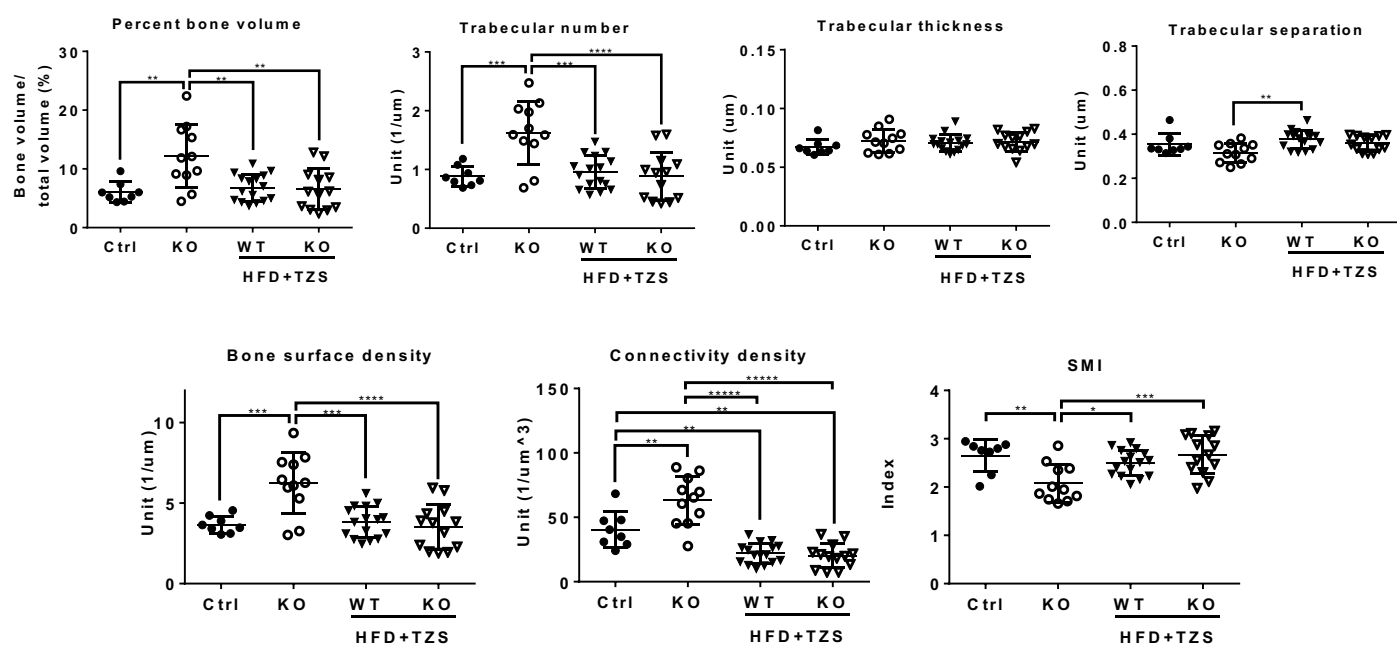 Percent bone volume
Bone volume/
total volume (%)
30
20
10
0
** ** **
Ctrl KO WT KO
HFD+TZS
Trabecular number
Unit (1/um)
3
2
1
0
*** *** ****
Ctrl KO WT KO
HFD+TZS
Trabecular thickness
Unit (um)
0.15
0.10
0.05
0.00
Ctrl KO WT KO
HFD+TZS
Trabecular separation
Unit (um)
0.8
0.6
0.4
0.2
0.0
**
Ctrl KO WT KO
HFD+TZS
Bone surface density
Unit (1/um)
10
5
0
*** *** ****
Ctrl KO WT KO
HFD+TZS
Connectivity density
Unit (1/um^3)
150
100
50
0
*****
*****
**
**
**
Ctrl KO WT KO
HFD+TZS
SMI
Index
4
3
2
1
0
***
** *
Ctrl KO WT KO
HFD+TZS